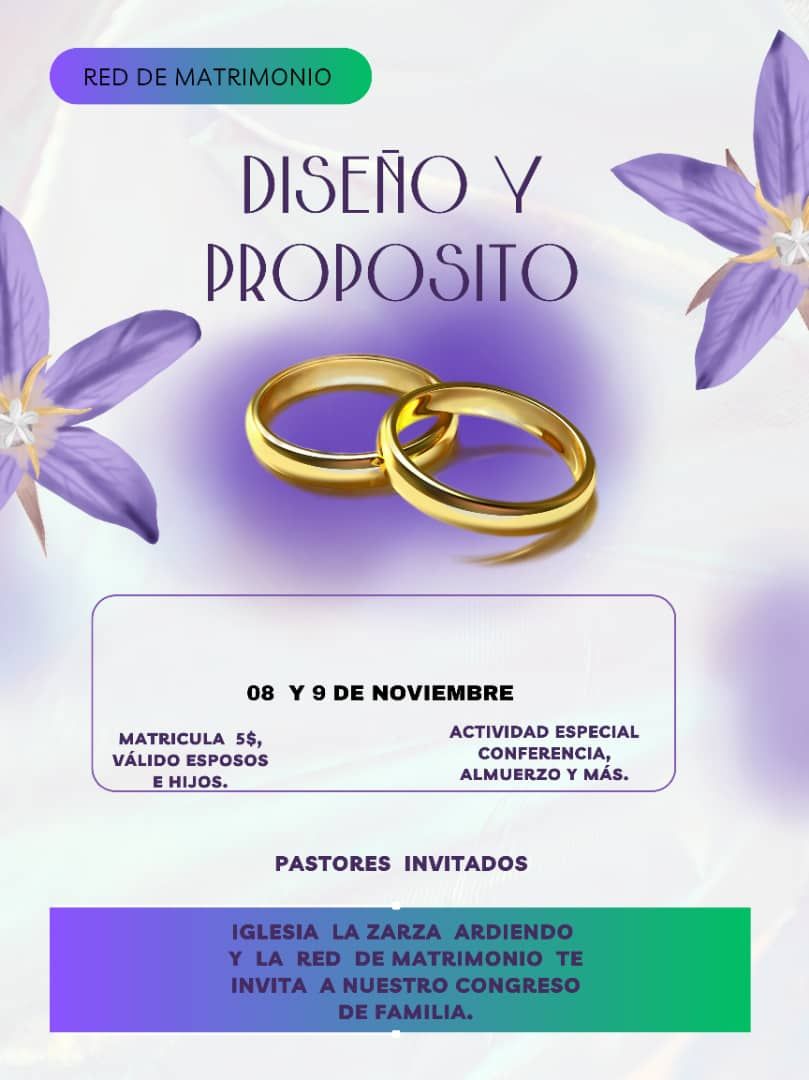 RED DE MATRIMONIO
DISEÑO Y
PROPOSITO
08 Y 9 DE NOVIEMBRE
MATRICULA 5$,
VÁLIDO ESPOSOS
E HIJOS.
ACTIVIDAD ESPECIAL
CONFERENCIA,
ALMUERZO Y MÁS.
PASTORES INVITADOS
IGLESIA LA ZARZA ARDIENDO
Y LA RED DE MATRIMONIO TE
INVITA A NUESTRO CONGRESO
DE FAMILIA.